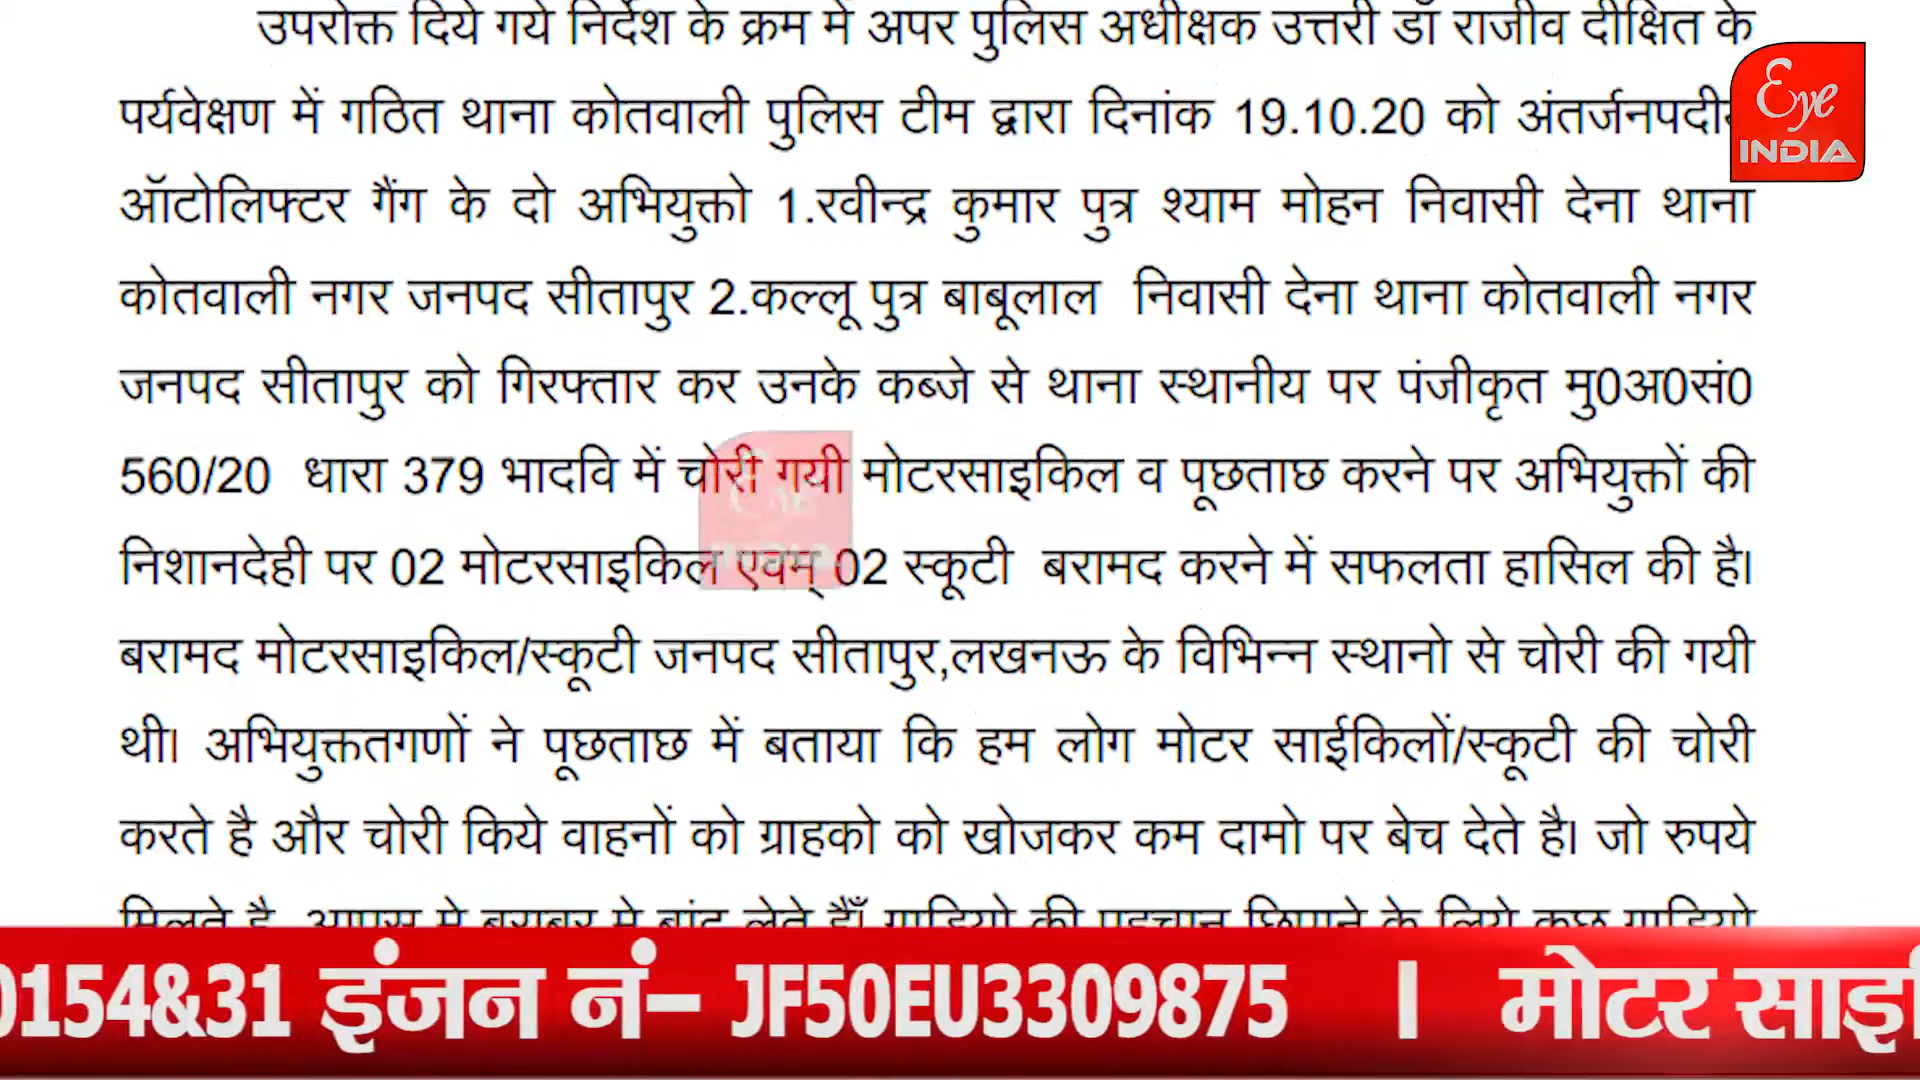 उपरोक्त दिये गये निर्देश के क्रम में अपर पुलिस अधीक्षक उत्तरी डॉ राजीव दीक्षित के
पर्यवेक्षण में गठित थाना कोतवाली पुलिस टीम द्वारा दिनांक 19.10.20 को
ऑटोलिफ्टर गैंग के दो अभियुक्तो 1.रवीन्द्र कुमार पुत्र श्याम मोहन निवासी देना थाना
कोतवाली नगर जनपद सीतापुर 2.कल्लू पुत्र बाबूलाल निवासी देना थाना कोतवाली नगर
जनपद सीतापुर को गिरफ्तार कर उनके कब्जे से थाना स्थानीय पर पंजीकृत मु0अ0सं0
560/20 धारा 379 भादवि में चोरी गयी मोटरसाइकिल व पूछताछ करने पर अभियुक्तों की
निशानदेही पर 02 मोटरसाइकिल एवम् 02 स्कूटी बरामद करने में सफलता हासिल की है।
बरामद मोटरसाइकिल/स्कूटी जनपद सीतापुर,लखनऊ के विभिन्न स्थानो से चोरी की गयी
थी। अभियुक्ततगणों ने पूछताछ में बताया कि हम लोग मोटर साईकिलों/स्कूटी की चोरी
करते है और चोरी किये वाहनों को ग्राहको को खोजकर कम दामो पर बेच देते है। जो रुपये
Eye
INDIA
0154&31 इंजन नं– JF50EU3309875 | मोटर